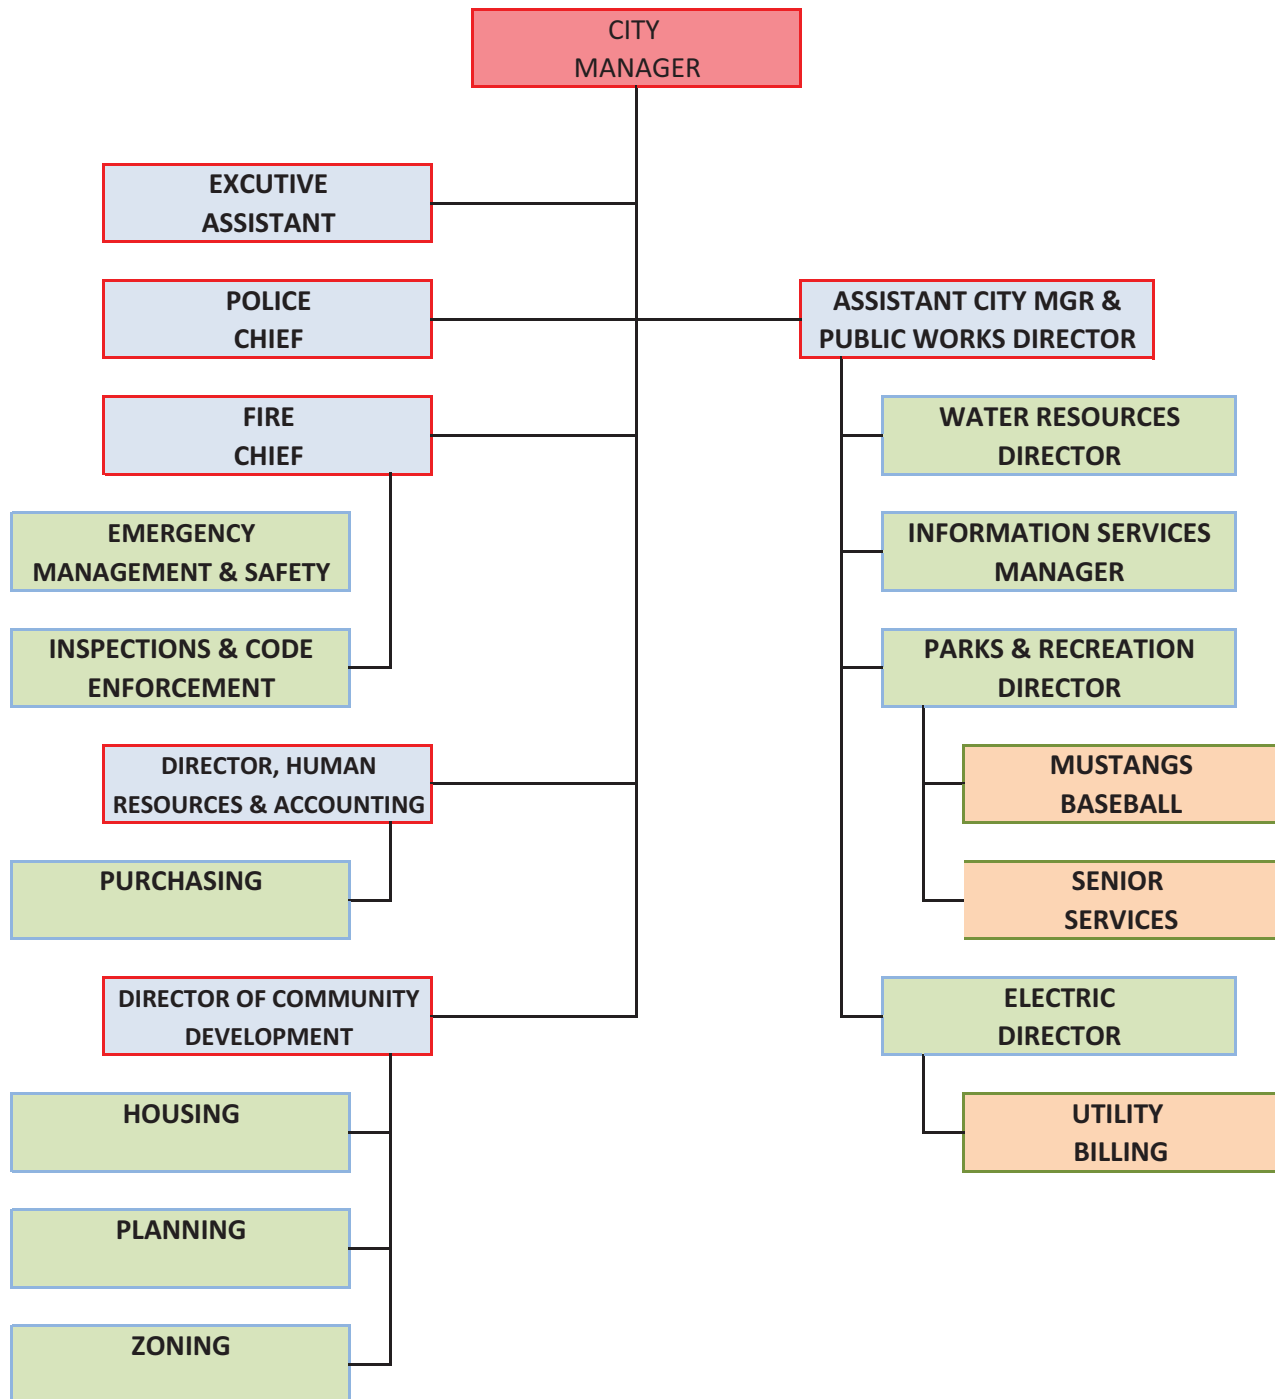 CITY
MANAGER
EXCUTIVE
ASSISTANT
POLICE
CHIEF
ASSISTANT CITY MGR &
PUBLIC WORKS DIRECTOR
FIRE
CHIEF
WATER RESOURCES
DIRECTOR
EMERGENCY
MANAGEMENT & SAFETY
INFORMATION SERVICES
MANAGER
INSPECTIONS & CODE
ENFORCEMENT
PARKS & RECREATION
DIRECTOR
DIRECTOR, HUMAN
RESOURCES & ACCOUNTING
MUSTANGS
BASEBALL
PURCHASING
SENIOR
SERVICES
DIRECTOR OF COMMUNITY
DEVELOPMENT
ELECTRIC
DIRECTOR
HOUSING
UTILITY
BILLING
PLANNING
ZONING